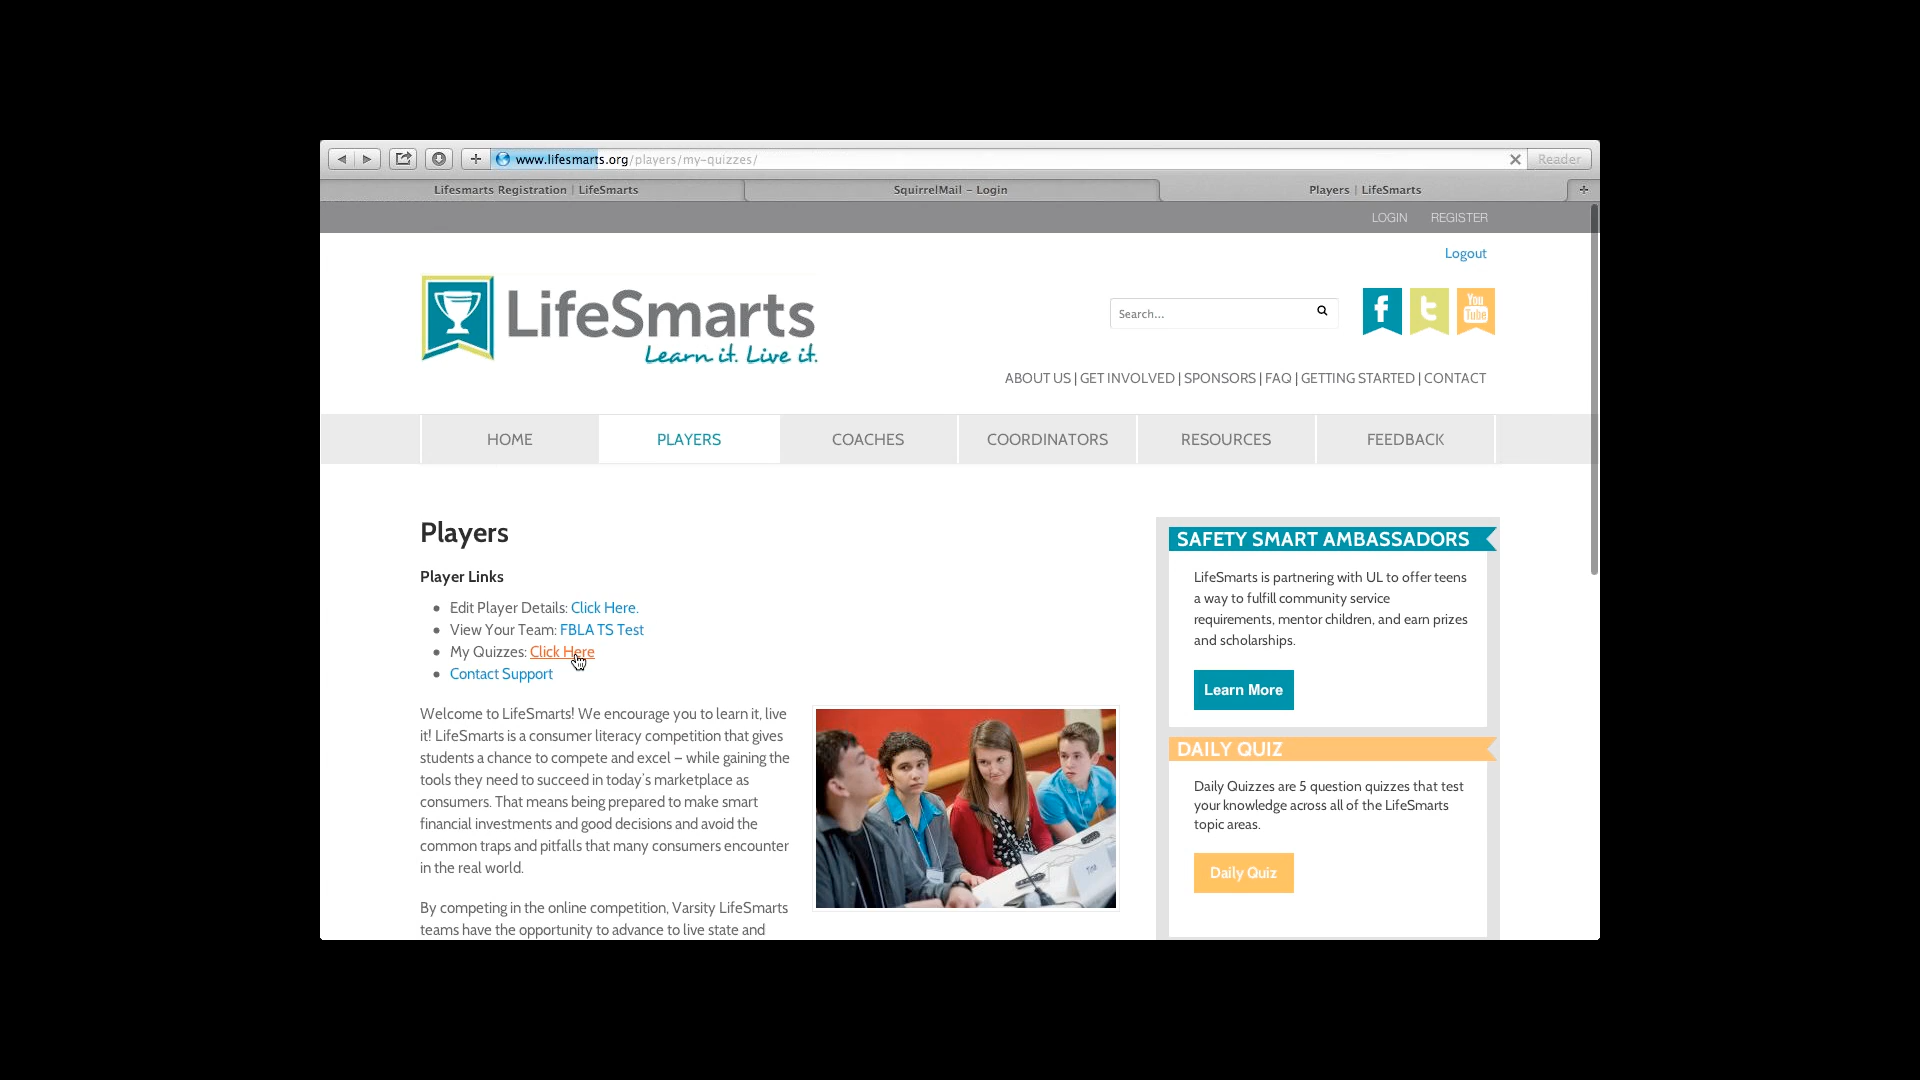 www.lifesmarts.org/players/my-quizzes/
Reader
Lifesmarts Registration | LifeSmarts
SquirrelMail – Login
Players | LifeSmarts
LOGIN REGISTER
Logout
LifeSmarts
Learn it. Live it.
Search...
You
Tube
ABOUT US | GET INVOLVED | SPONSORS | FAQ | GETTING STARTED | CONTACT
HOME PLAYERS COACHES COORDINATORS RESOURCES FEEDBACK
Players
Player Links
Edit Player Details: Click Here.
View Your Team: FBLA TS Test
My Quizzes: Click Here
Contact Support
Welcome to LifeSmarts! We encourage you to learn it, live
it! LifeSmarts is a consumer literacy competition that gives
students a chance to compete and excel – while gaining the
tools they need to succeed in today's marketplace as
consumers. That means being prepared to make smart
financial investments and good decisions and avoid the
common traps and pitfalls that many consumers encounter
in the real world.
By competing in the online competition, Varsity LifeSmarts
teams have the opportunity to advance to live state and
SAFETY SMART AMBASSADORS
LifeSmarts is partnering with UL to offer teens
a way to fulfill community service
requirements, mentor children, and earn prizes
and scholarships.
Learn More
DAILY QUIZ
Daily Quizzes are 5 question quizzes that test
your knowledge across all of the LifeSmarts
topic areas.
Daily Quiz